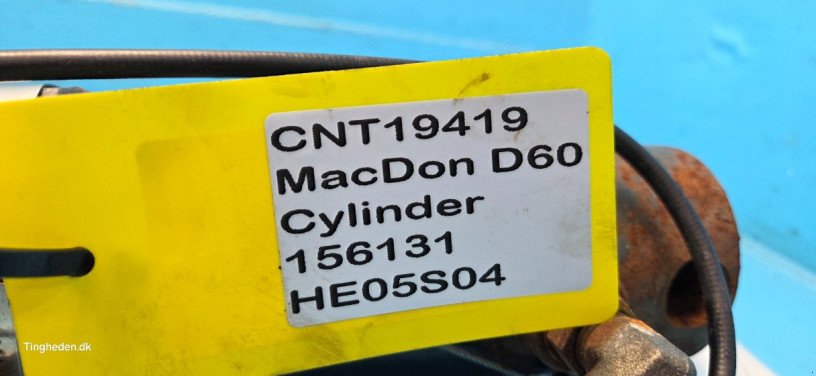 CNT19419
MacDon D60
Cylinder
156131
HE05S04
Tingheden.dk